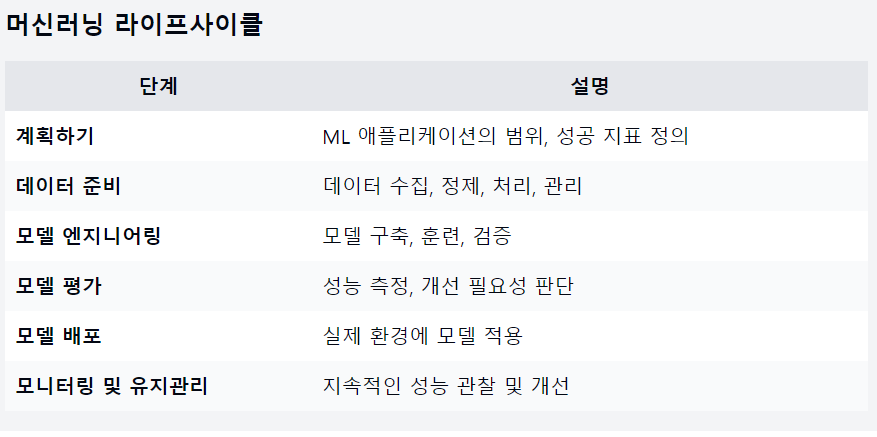 머신러닝 라이프사이클
단계 설명
계획하기 ML 애플리케이션의 범위, 성공 지표 정의
데이터 준비 데이터 수집, 정제, 처리, 관리
모델 엔지니어링 모델 구축, 훈련, 검증
모델 평가 성능 측정, 개선 필요성 판단
모델 배포 실제 환경에 모델 적용
모니터링 및 유지관리 지속적인 성능 관찰 및 개선